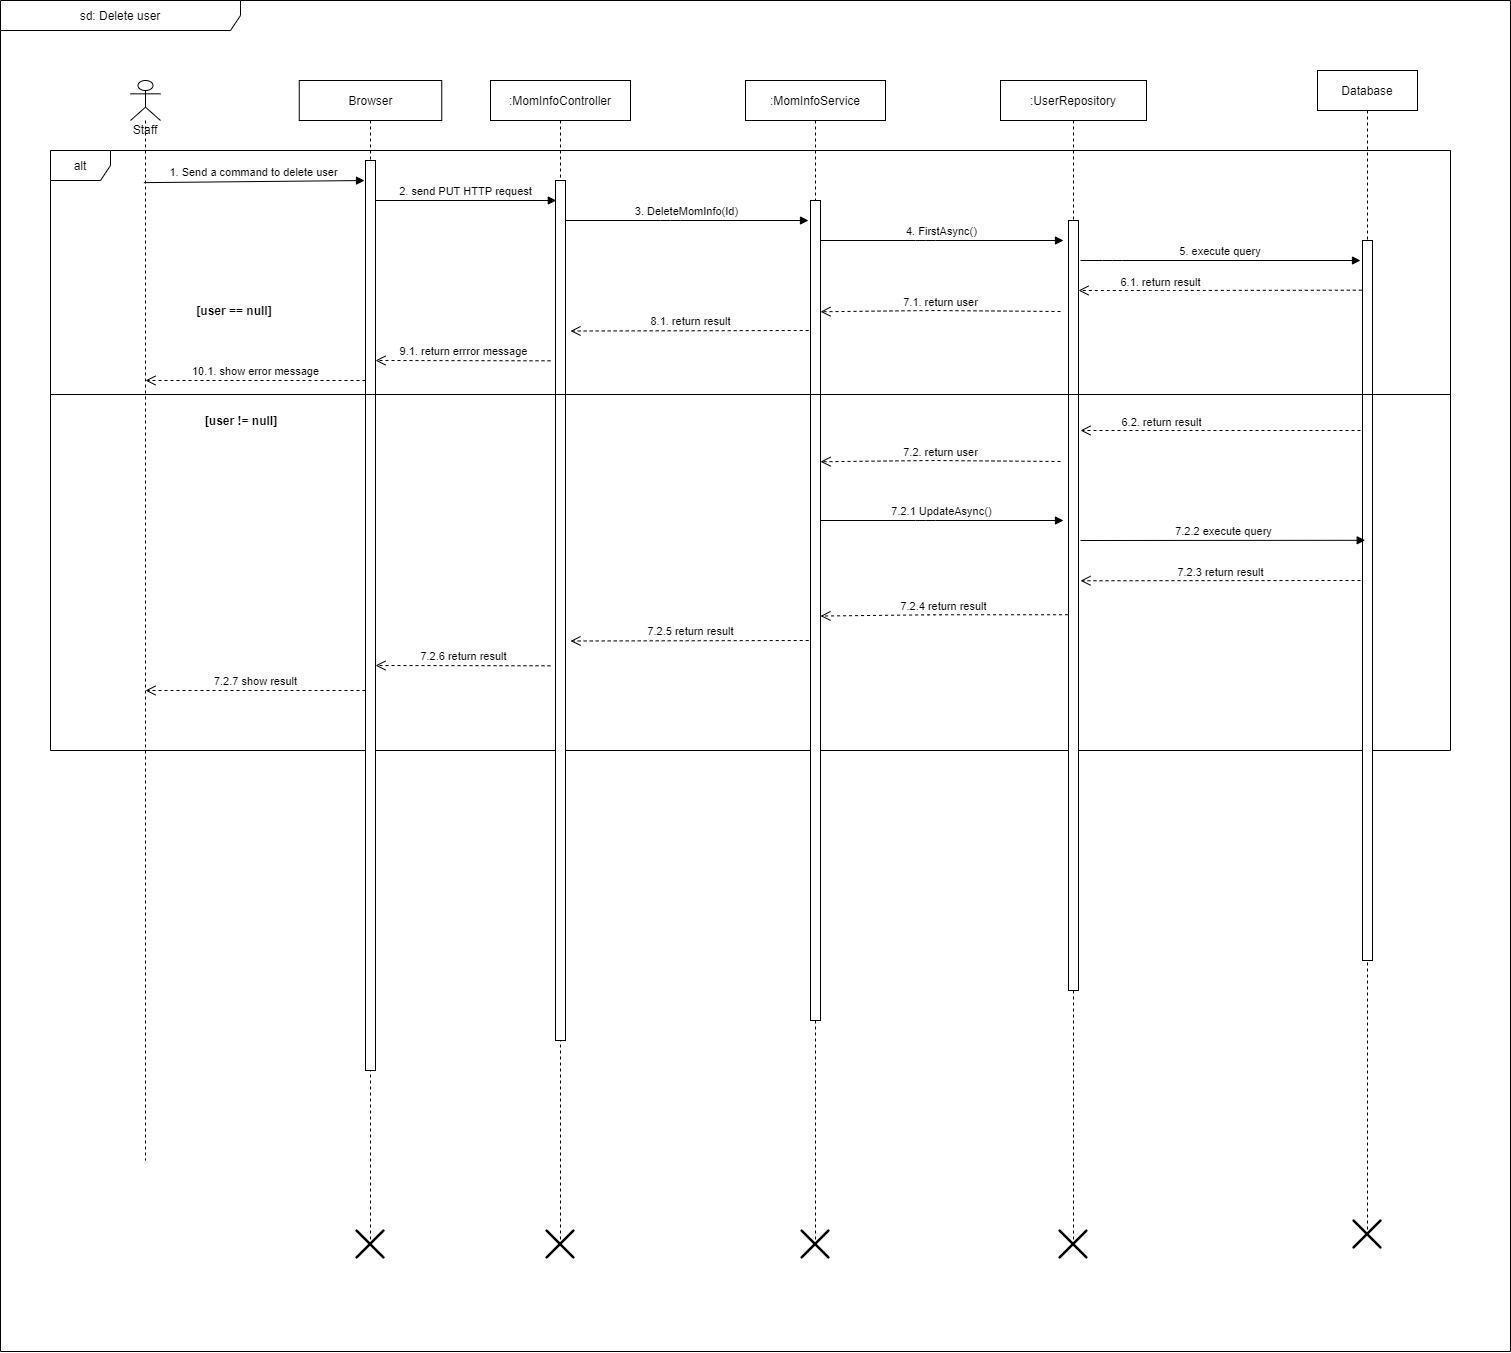 sd: Delete user
Staff
Browser
:MomInfoController
:MomInfoService
:UserRepository
Database
alt
1. Send a command to delete user
2. send PUT HTTP request
3. DeleteMomInfo(Id)
4. FirstAsync()
5. execute query
6.1. return result
[user == null]
7.1. return user
8.1. return result
9.1. return errror message
10.1. show error message
[user != null]
6.2. return result
7.2. return user
7.2.1 UpdateAsync()
7.2.2 execute query
7.2.3 return result
7.2.4 return result
7.2.5 return result
7.2.6 return result
7.2.7 show result